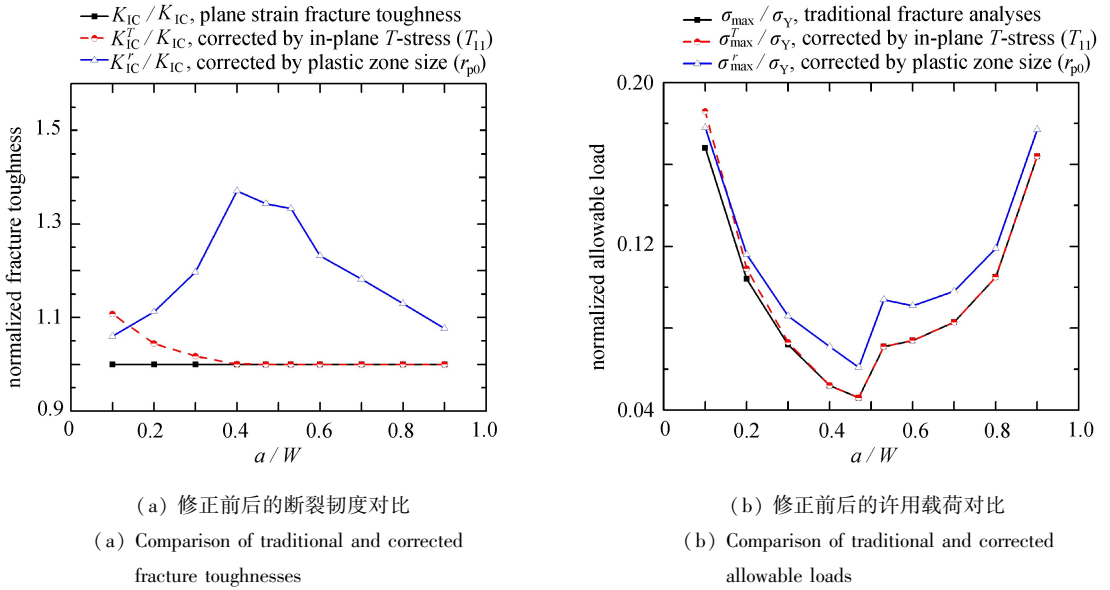 K_IC / K_IC, plane strain fracture toughness
K^T_IC / K_IC, corrected by in-plane T-stress (T_11)
K^r_IC / K_IC, corrected by plastic zone size (r_p0)
normalized fracture toughness
1.5
1.3
1.1
0.9
0
0.2
0.4
0.6
0.8
1.0
a / W
(a) 修正前后的断裂韧度对比
(a) Comparison of traditional and corrected
fracture toughnesses
σ_max / σ_Y, traditional fracture analyses
σ^T_max / σ_Y, corrected by in-plane T-stress (T_11)
σ^r_max / σ_Y, corrected by plastic zone size (r_p0)
normalized allowable load
0.20
0.12
0.04
0
0.2
0.4
0.6
0.8
1.0
a / W
(b) 修正前后的许用载荷对比
(b) Comparison of traditional and corrected
allowable loads